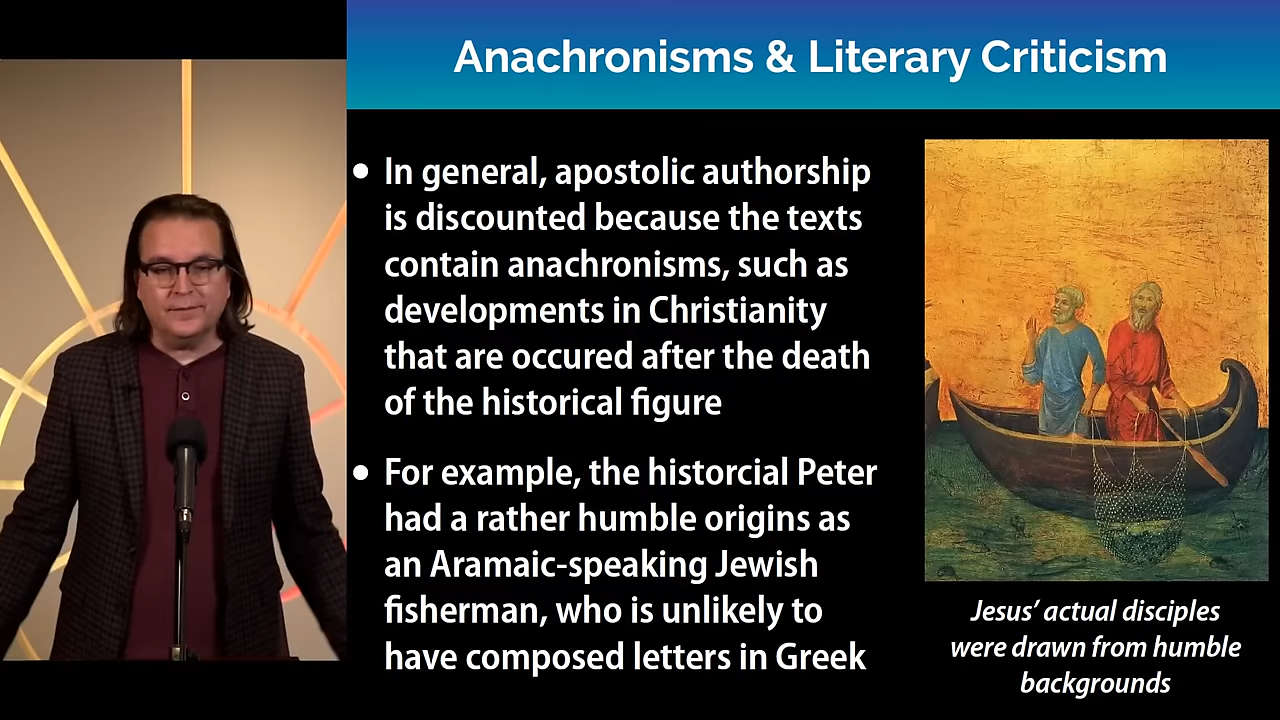 Anachronisms & Literary Criticism
• In general, apostolic authorship
is discounted because the texts
contain anachronisms, such as
developments in Christianity
that are occured after the death
of the historical figure
• For example, the historcial Peter
had a rather humble origins as
an Aramaic-speaking Jewish
fisherman, who is unlikely to
have composed letters in Greek
Jesus’ actual disciples
were drawn from humble
backgrounds